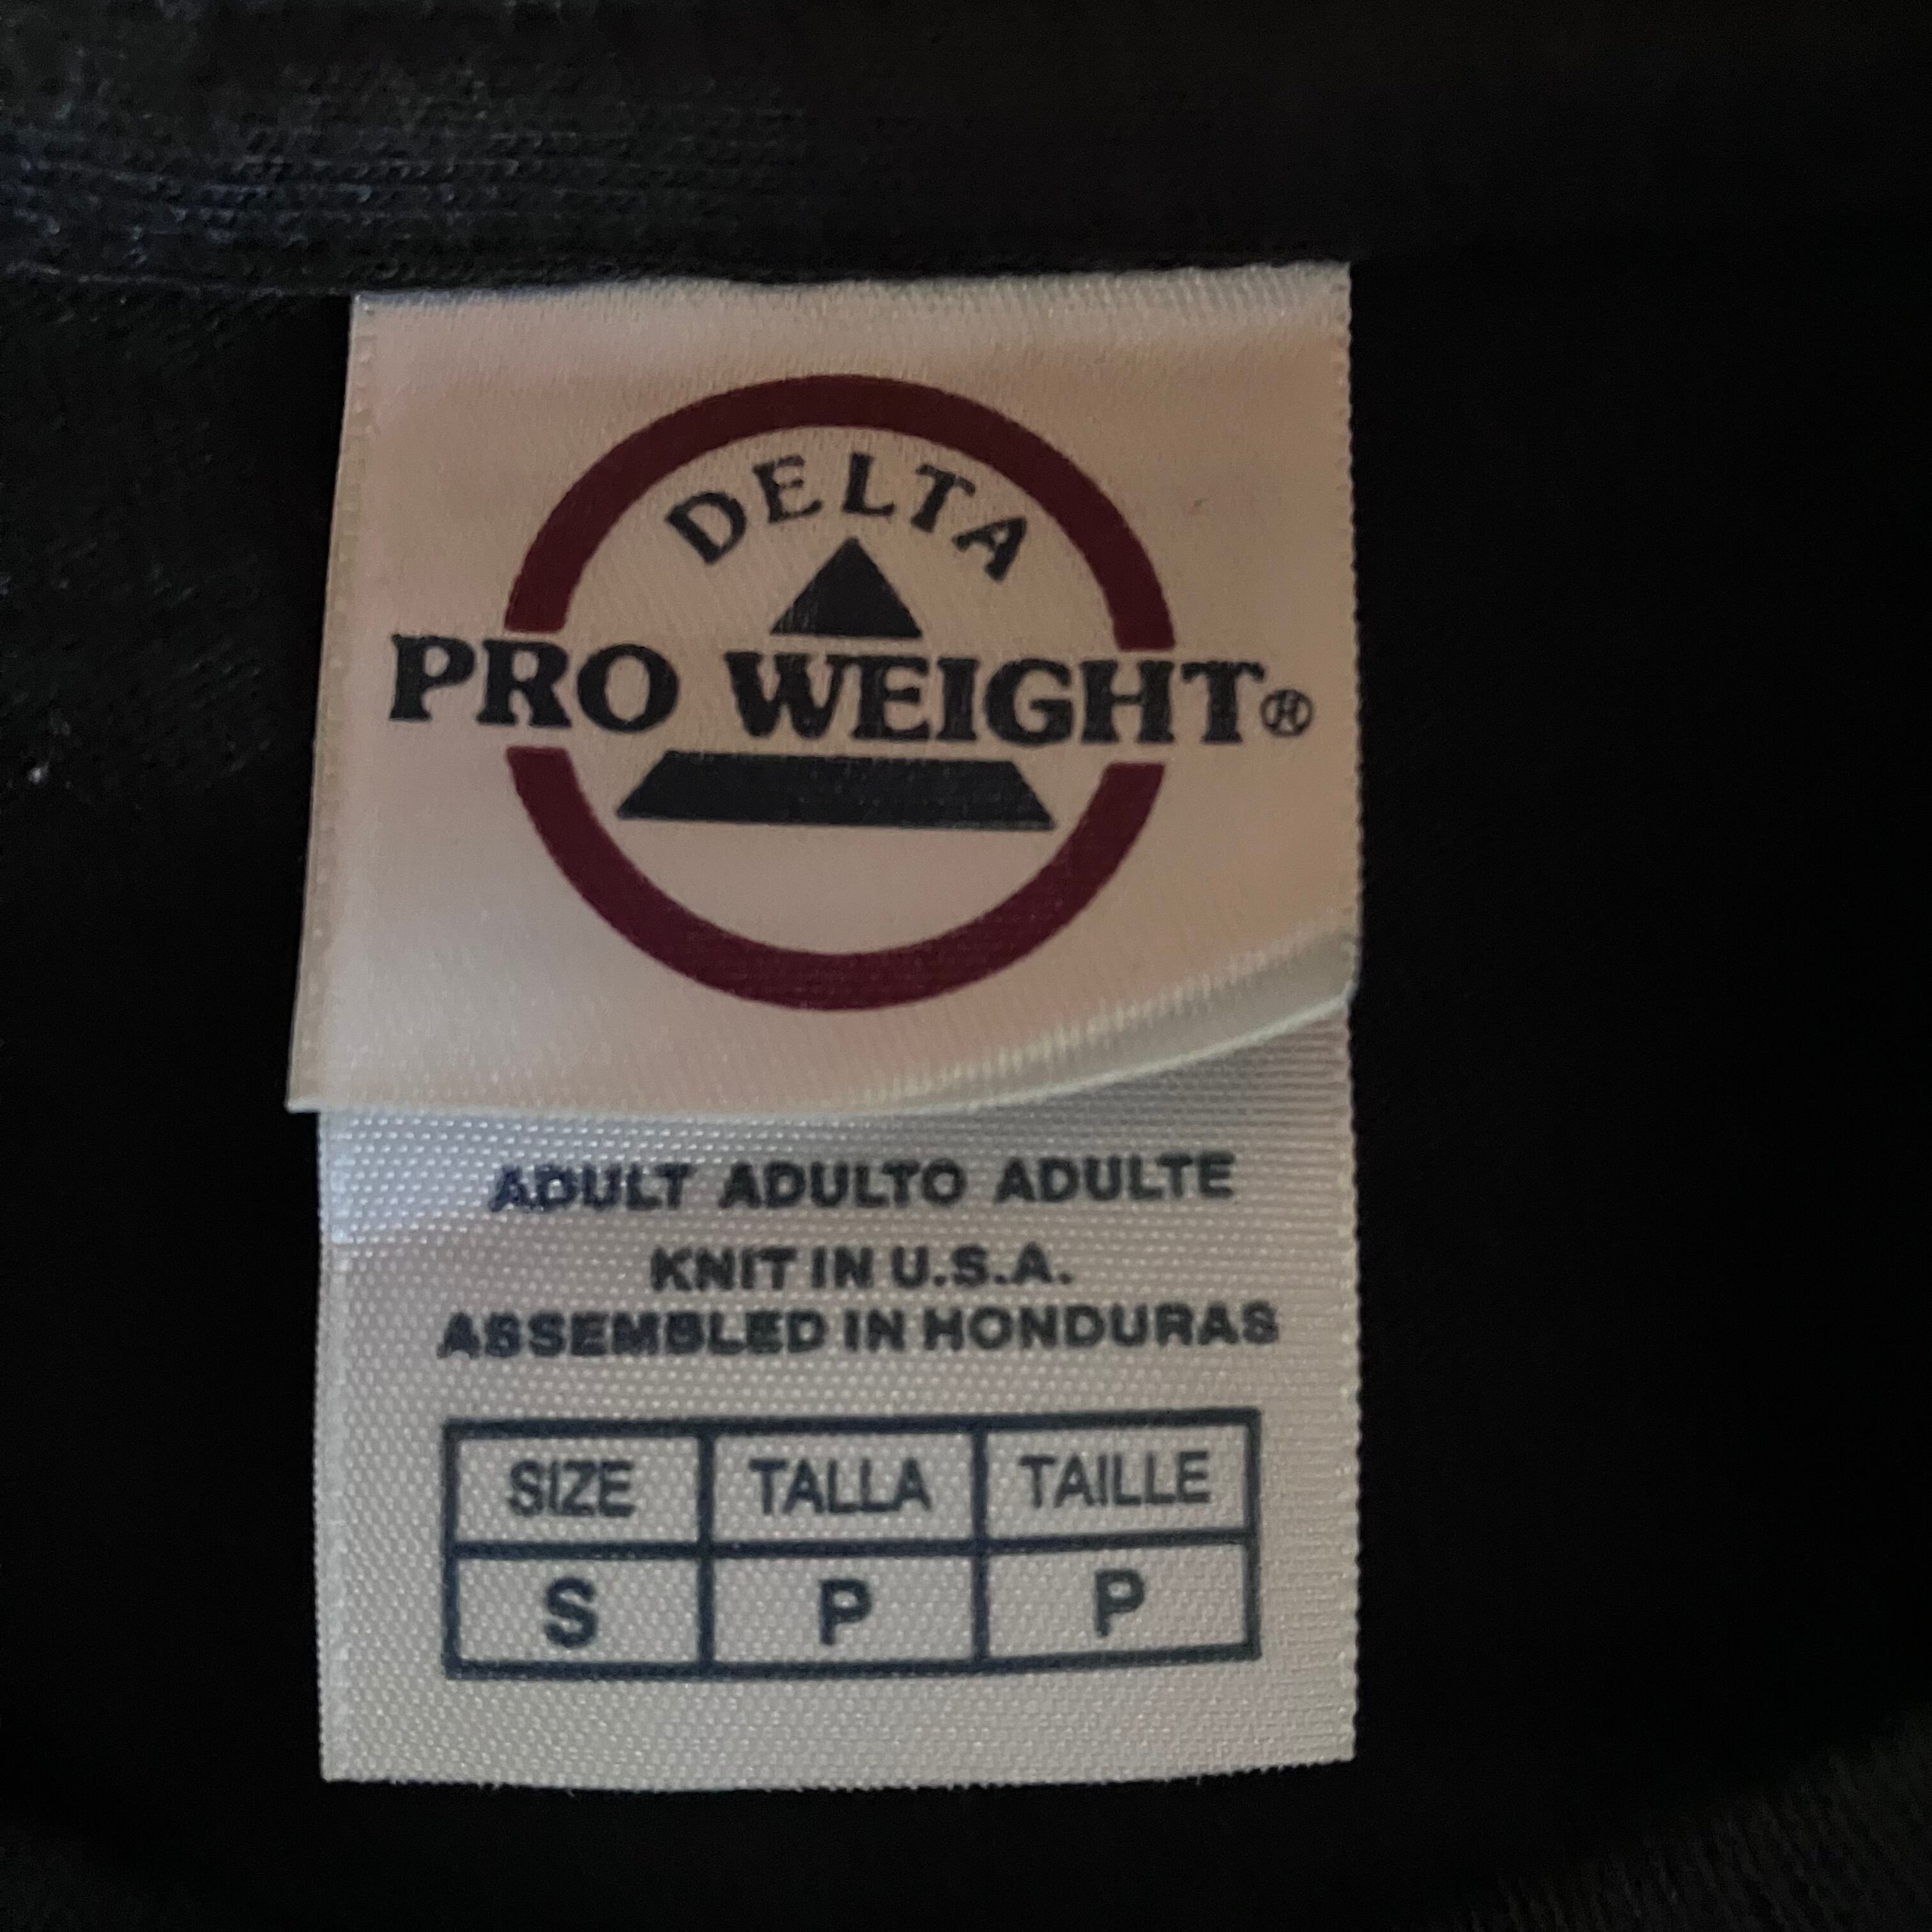 DELTA
PRO WEIGHT®
ADULT ADULTO ADULTE
KNIT IN U.S.A.
ASSEMBLED IN HONDURAS
SIZE TALLA TAILLE
S P P